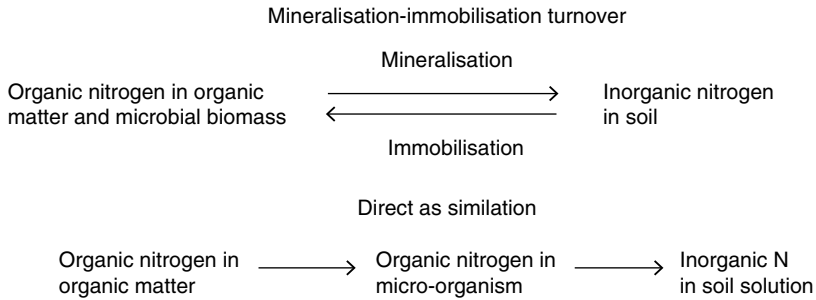 Mineralisation-immobilisation turnover
Mineralisation
Organic nitrogen in organic
matter and microbial biomass
Inorganic nitrogen
in soil
Immobilisation
Direct as similation
Organic nitrogen in
organic matter
Organic nitrogen in
micro-organism
Inorganic N
in soil solution